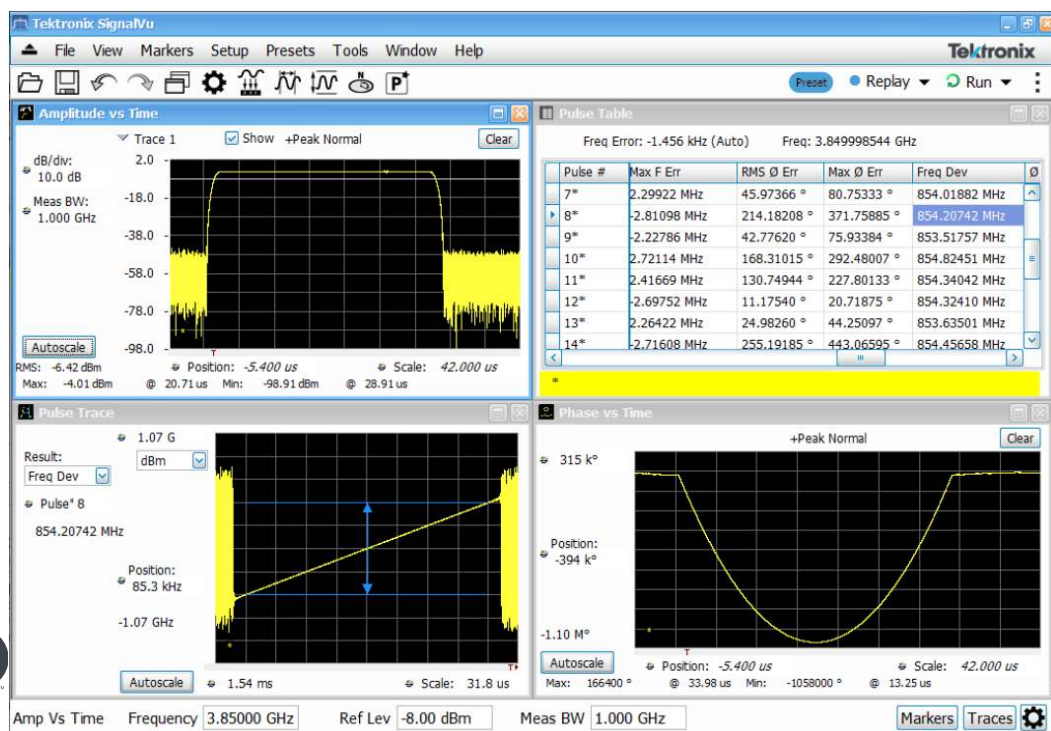 Tektronix SignalVu
File View Markers Setup Presets Tools Window Help
Tektronix
Preset Replay Run
Amplitude vs Time
Trace 1 Show +Peak Normal Clear
dB/div:
10.0 dB
Meas BW:
1.000 GHz
2.0
-18.0
-38.0
-58.0
-78.0
-98.0
Autoscale
RMS: -6.42 dBm
Position: -5.400 us Scale: 42.000 us
Max: -4.01 dBm @ 20.71 us Min: -98.91 dBm @ 28.91 us
Pulse Table
Freq Error: -1.456 kHz (Auto) Freq: 3.849998544 GHz
Pulse # Max F Err RMS Ø Err Max Ø Err Freq Dev Ø
7* 2.29922 MHz 45.97366 ° 80.75333 ° 854.01882 MHz
8* -2.81098 MHz 214.18208 ° 371.75885 ° 854.20742 MHz
9* -2.22786 MHz 42.77620 ° 75.93384 ° 853.51757 MHz
10* 2.72114 MHz 168.31015 ° 292.48007 ° 854.82451 MHz
11* 2.41669 MHz 130.74944 ° 227.80133 ° 854.34042 MHz
12* -2.69752 MHz 11.17540 ° 20.71875 ° 854.32410 MHz
13* 2.26422 MHz 24.98260 ° 44.25097 ° 853.63501 MHz
14* -2.71608 MHz 255.19185 ° 443.06595 ° 854.45658 MHz
*
Pulse Trace
1.07 G
Result:
dBm
Freq Dev
Pulse* 8
854.20742 MHz
Position:
85.3 kHz
-1.07 GHz
Autoscale 1.54 ms Scale: 31.8 us
Phase vs Time
+Peak Normal Clear
315 k°
Position:
-394 k°
-1.10 M°
Autoscale Position: -5.400 us Scale: 42.000 us
Max: 166400 ° @ 33.98 us Min: -1058000 ° @ 13.25 us
Amp Vs Time Frequency 3.85000 GHz Ref Lev -8.00 dBm Meas BW 1.000 GHz Markers Traces